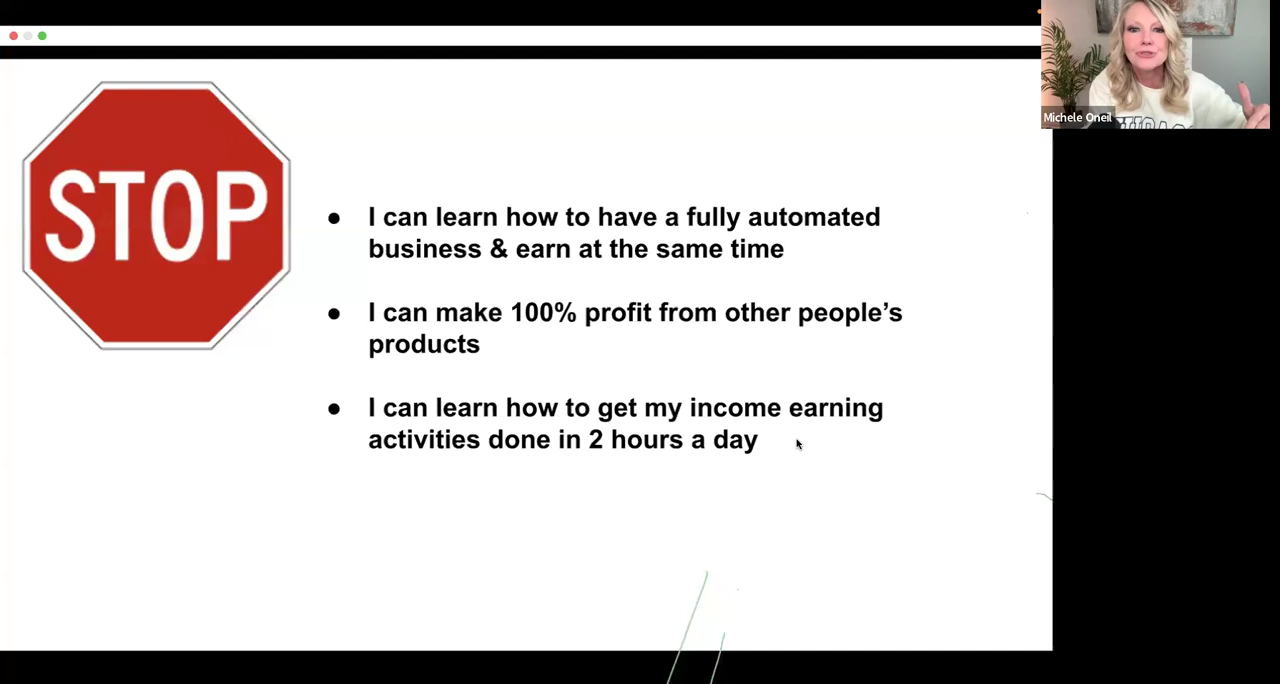 STOP
I can learn how to have a fully automated
business & earn at the same time
I can make 100% profit from other people’s
products
I can learn how to get my income earning
activities done in 2 hours a day
Michele Oneil